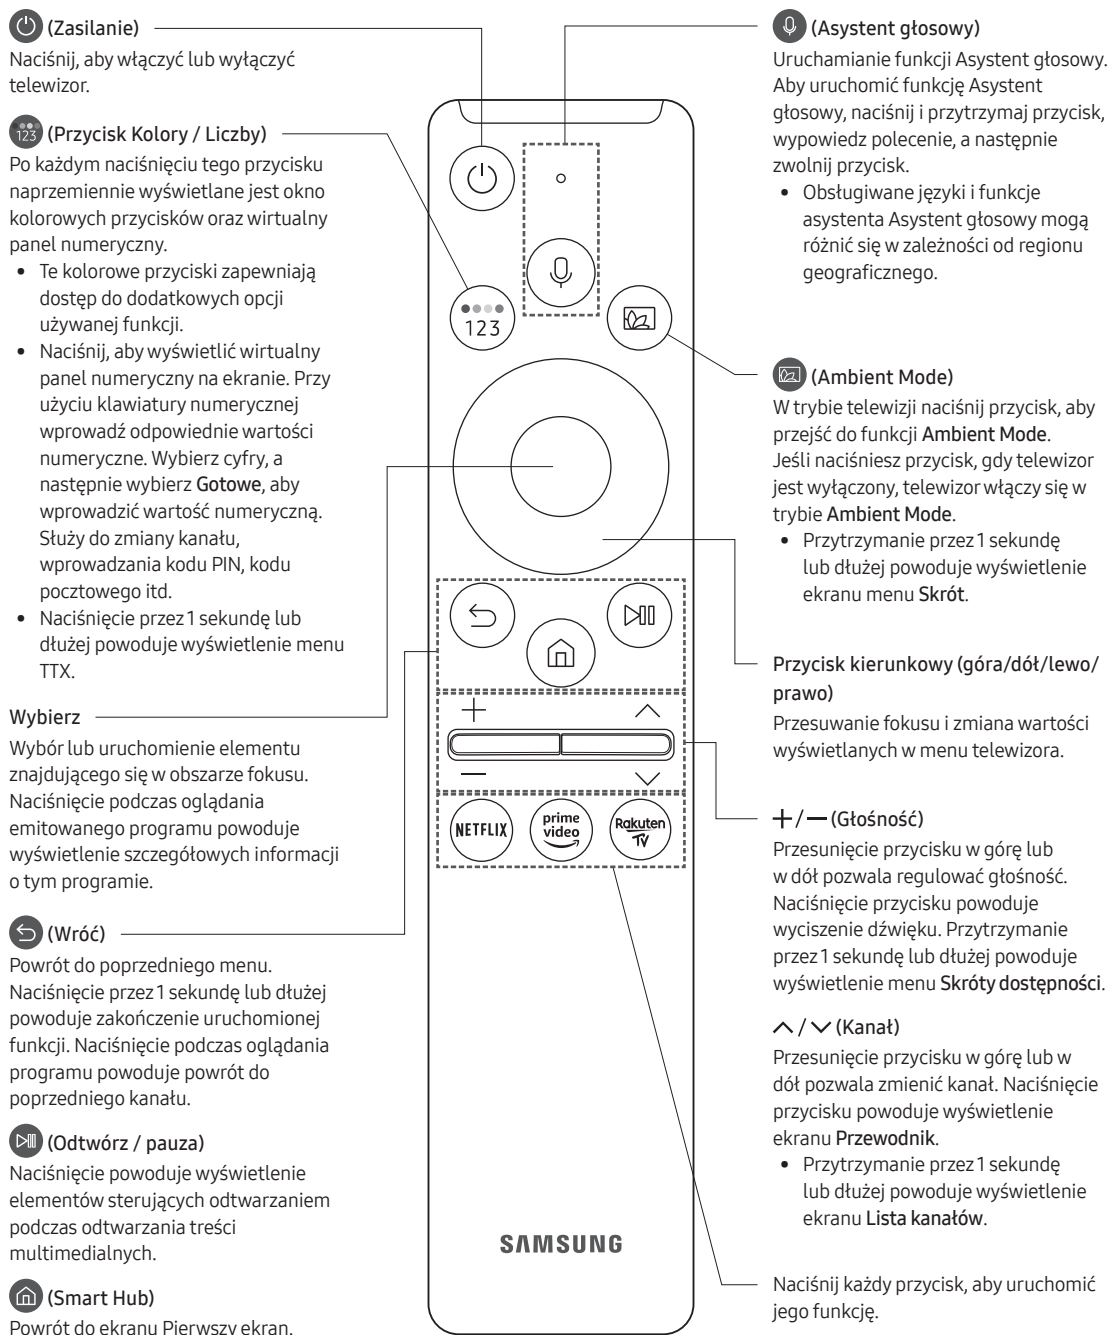 (Zasilanie)
Naciśnij, aby włączyć lub wyłączyć
telewizor.
123 (Przycisk Kolory / Liczby)
Po każdym naciśnięciu tego przycisku
naprzemiennie wyświetlane jest okno
kolorowych przycisków oraz wirtualny
panel numeryczny.
• Te kolorowe przyciski zapewniają
dostęp do dodatkowych opcji
używanej funkcji.
• Naciśnij, aby wyświetlić wirtualny
panel numeryczny na ekranie. Przy
użyciu klawiatury numerycznej
wprowadź odpowiednie wartości
numeryczne. Wybierz cyfry, a
następnie wybierz Gotowe, aby
wprowadzić wartość numeryczną.
Służy do zmiany kanału,
wprowadzania kodu PIN, kodu
pocztowego itd.
• Naciśnięcie przez 1 sekundę lub
dłużej powoduje wyświetlenie menu
TTX.
Wybierz
Wybór lub uruchomienie elementu
znajdującego się w obszarze fokusu.
Naciśnięcie podczas oglądania
emitowanego programu powoduje
wyświetlenie szczegółowych informacji
o tym programie.
(Wróć)
Powrót do poprzedniego menu.
Naciśnięcie przez 1 sekundę lub dłużej
powoduje zakończenie uruchomionej
funkcji. Naciśnięcie podczas oglądania
programu powoduje powrót do
poprzedniego kanału.
(Odtwórz / pauza)
Naciśnięcie powoduje wyświetlenie
elementów sterujących odtwarzaniem
podczas odtwarzania treści
multimedialnych.
(Smart Hub)
Powrót do ekranu Pierwszy ekran.
123
NETFLIX
prime
video
Rakuten
TV
SAMSUNG
(Asystent głosowy)
Uruchamianie funkcji Asystent głosowy.
Aby uruchomić funkcję Asystent
głosowy, naciśnij i przytrzymaj przycisk,
wypowiedz polecenie, a następnie
zwolnij przycisk.
• Obsługiwane języki i funkcje
asystenta Asystent głosowy mogą
różnić się w zależności od regionu
geograficznego.
(Ambient Mode)
W trybie telewizji naciśnij przycisk, aby
przejść do funkcji Ambient Mode.
Jeśli naciśniesz przycisk, gdy telewizor
jest wyłączony, telewizor włączy się w
trybie Ambient Mode.
• Przytrzymanie przez 1 sekundę
lub dłużej powoduje wyświetlenie
ekranu menu Skrót.
Przycisk kierunkowy (góra/dół/lewo/
prawo)
Przesuwanie fokusu i zmiana wartości
wyświetlanych w menu telewizora.
+/— (Głośność)
Przesunięcie przycisku w górę lub
w dół pozwala regulować głośność.
Naciśnięcie przycisku powoduje
wyciszenie dźwięku. Przytrzymanie
przez 1 sekundę lub dłużej powoduje
wyświetlenie menu Skróty dostępności.
∧/∨ (Kanał)
Przesunięcie przycisku w górę lub w
dół pozwala zmienić kanał. Naciśnięcie
przycisku powoduje wyświetlenie
ekranu Przewodnik.
• Przytrzymanie przez 1 sekundę
lub dłużej powoduje wyświetlenie
ekranu Lista kanałów.
Naciśnij każdy przycisk, aby uruchomić
jego funkcję.